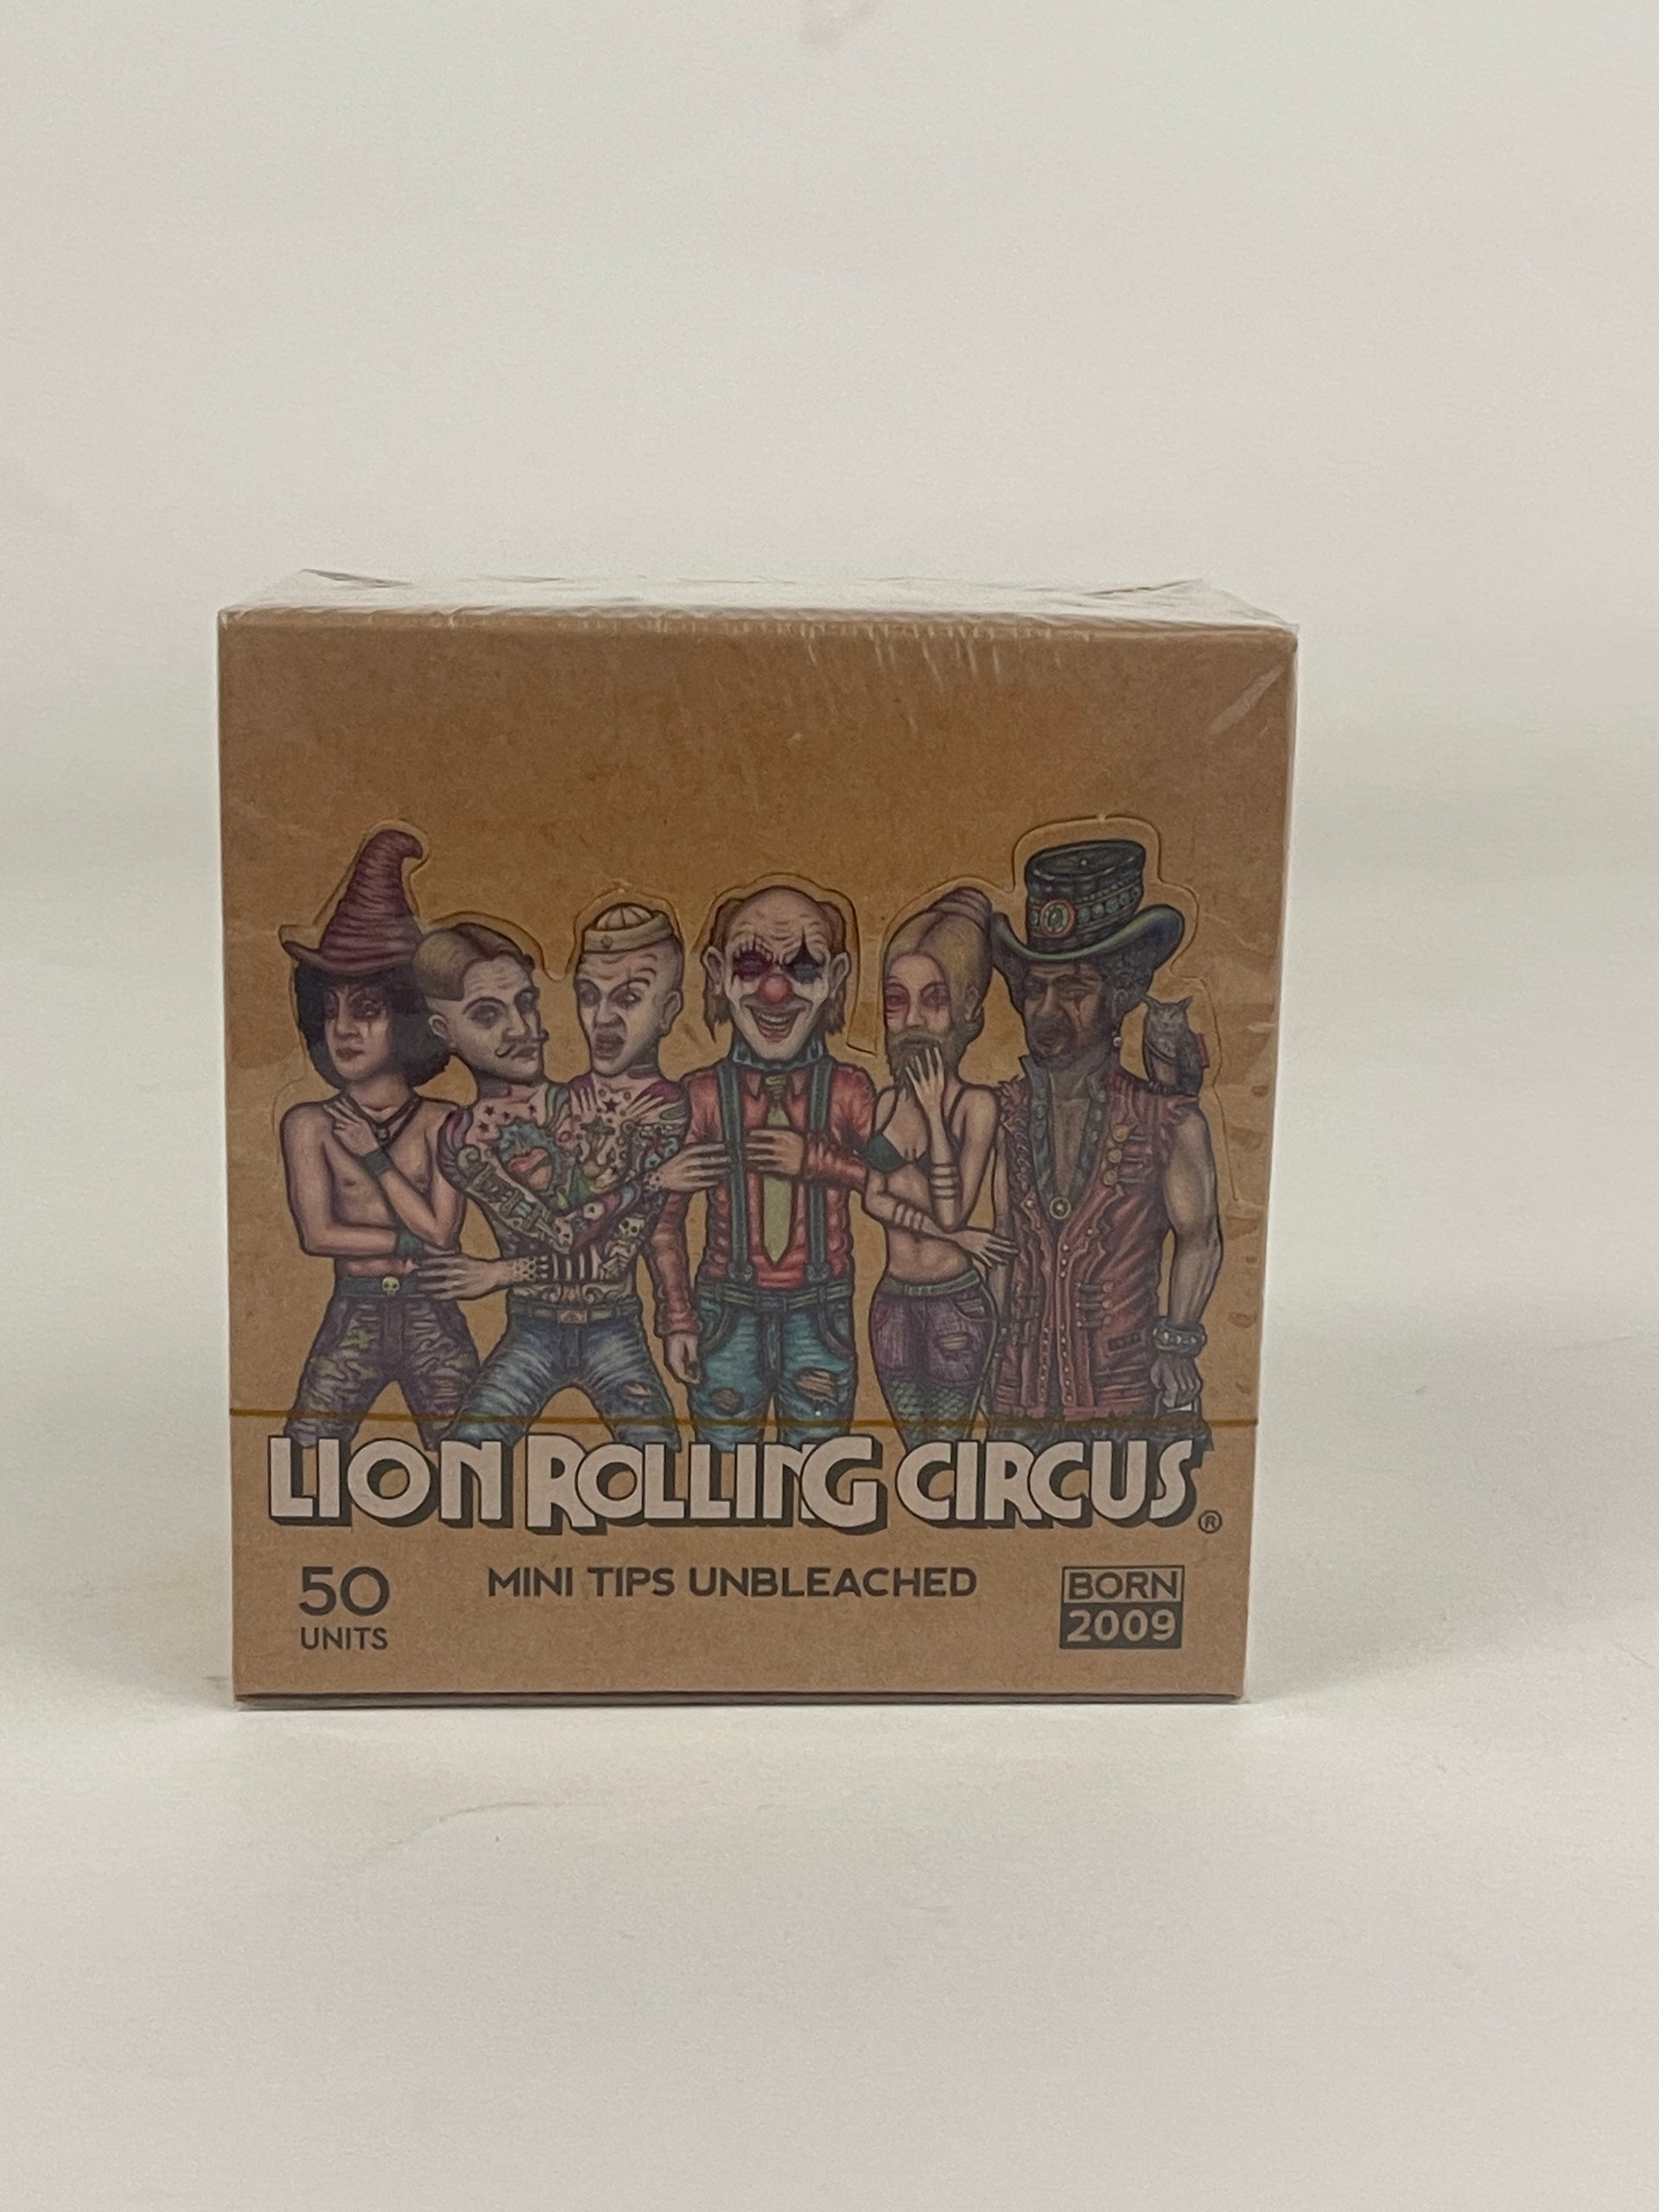 LION ROLLING CIRCUS ®
50 UNITS
MINI TIPS UNBLEACHED
BORN 2009